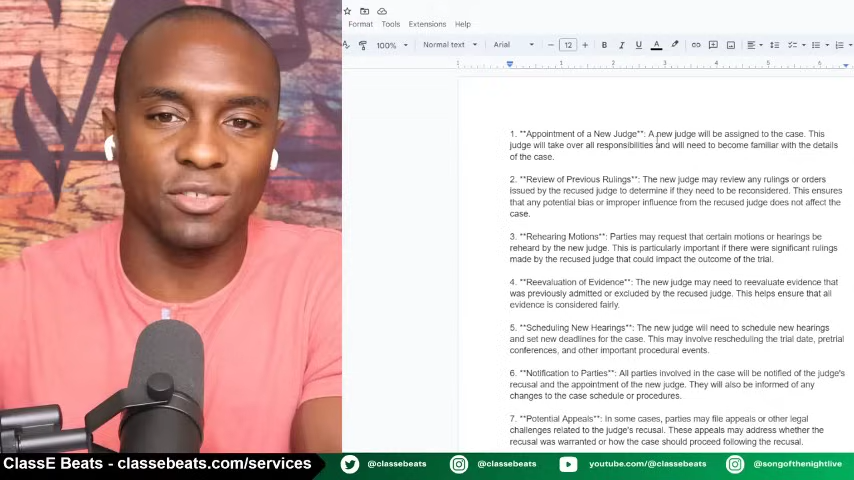 Format Tools Extensions Help
100% Normal text Arial 12 B I U A
1 2 3 4 5 6
1. **Appointment of a New Judge**: A new judge will be assigned to the case. This
judge will take over all responsibilities and will need to become familiar with the details
of the case.
2. **Review of Previous Rulings**: The new judge may review any rulings or orders
issued by the recused judge to determine if they need to be reconsidered. This ensures
that any potential bias or improper influence from the recused judge does not affect the
case.
3. **Rehearing Motions**: Parties may request that certain motions or hearings be
reheard by the new judge. This is particularly important if there were significant rulings
made by the recused judge that could impact the outcome of the trial.
4. **Reevaluation of Evidence**: The new judge may need to reevaluate evidence that
was previously admitted or excluded by the recused judge. This helps ensure that all
evidence is considered fairly.
5. **Scheduling New Hearings**: The new judge will need to schedule new hearings
and set new deadlines for the case. This may involve rescheduling the trial date, pretrial
conferences, and other important procedural events.
6. **Notification to Parties**: All parties involved in the case will be notified of the judge's
recusal and the appointment of the new judge. They will also be informed of any
changes to the case schedule or procedures.
7. **Potential Appeals**: In some cases, parties may file appeals or other legal
challenges related to the judge's recusal. These appeals may address whether the
recusal was warranted or how the case should proceed following the recusal.
ClassE Beats - classebeats.com/services @classebeats @classebeats youtube.com/@classebeats @songofthenightlive